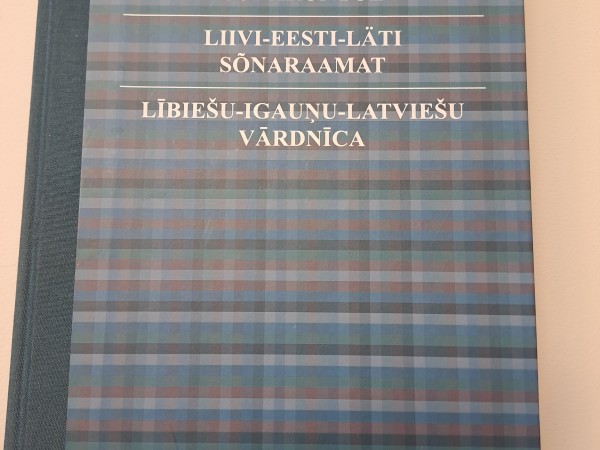 LIIVI-EESTI-LÄTI
SÕNARAAMAT
LĪBIEŠU-IGAUŅU-LATVIEŠU
VĀRDNĪCA